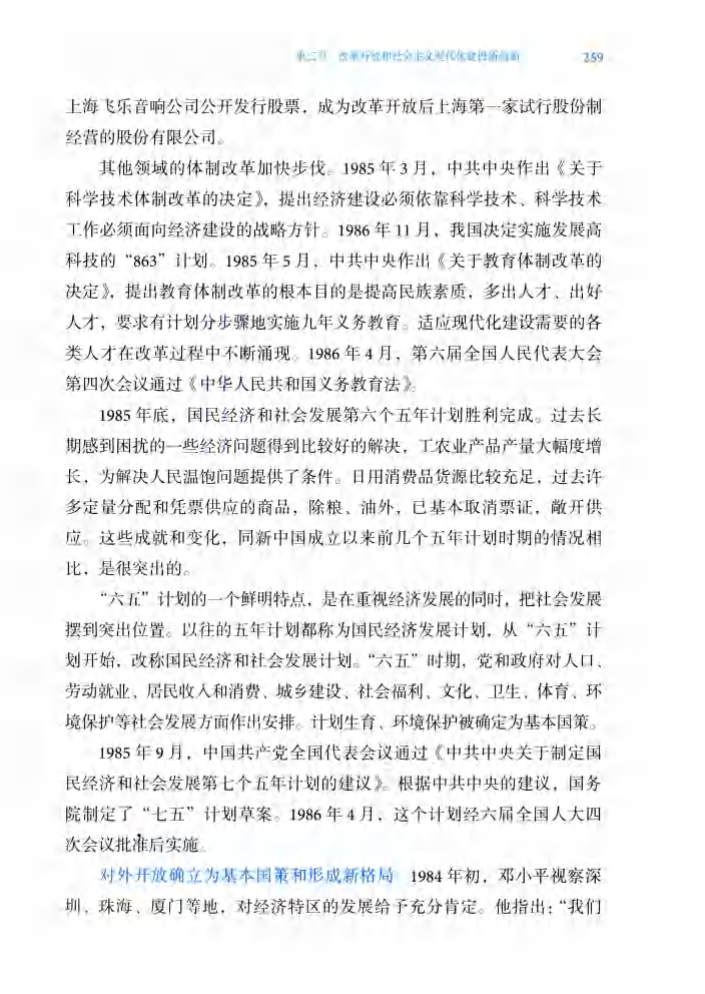 第二节 改革开放和社会主义现代化建设新局面 259
上海飞乐音响公司公开发行股票，成为改革开放后上海第一家试行股份制
经营的股份有限公司。
其他领域的体制改革加快步伐。1985 年 3 月，中共中央作出《关于
科学技术体制改革的决定》，提出经济建设必须依靠科学技术、科学技术
工作必须面向经济建设的战略方针。1986 年 11 月，我国决定实施发展高
科技的“863”计划。1985 年 5 月，中共中央作出《关于教育体制改革的
决定》，提出教育体制改革的根本目的是提高民族素质，多出人才、出好
人才，要求有计划分步骤地实施九年义务教育。适应现代化建设需要的各
类人才在改革过程中不断涌现。1986 年 4 月，第六届全国人民代表大会
第四次会议通过《中华人民共和国义务教育法》。
1985 年底，国民经济和社会发展第六个五年计划胜利完成。过去长
期感到困扰的一些经济问题得到比较好的解决，工农业产品产量大幅度增
长，为解决人民温饱问题提供了条件。日用消费品货源比较充足，过去许
多定量分配和凭票供应的商品，除粮、油外，已基本取消票证，敞开供
应。这些成就和变化，同新中国成立以来前几个五年计划时期的情况相
比，是很突出的。
“六五”计划的一个鲜明特点，是在重视经济发展的同时，把社会发展
摆到突出位置。以往的五年计划都称为国民经济发展计划，从“六五”计
划开始，改称国民经济和社会发展计划。“六五”时期，党和政府对人口、
劳动就业、居民收入和消费、城乡建设、社会福利、文化、卫生、体育、环
境保护等社会发展方面作出安排。计划生育、环境保护被确定为基本国策。
1985 年 9 月，中国共产党全国代表会议通过《中共中央关于制定国
民经济和社会发展第七个五年计划的建议》。根据中共中央的建议，国务
院制定了“七五”计划草案。1986 年 4 月，这个计划经六届全国人大四
次会议批准后实施。
对外开放确立为基本国策和形成新格局 1984 年初，邓小平视察深
圳、珠海、厦门等地，对经济特区的发展给予充分肯定。他指出：“我们